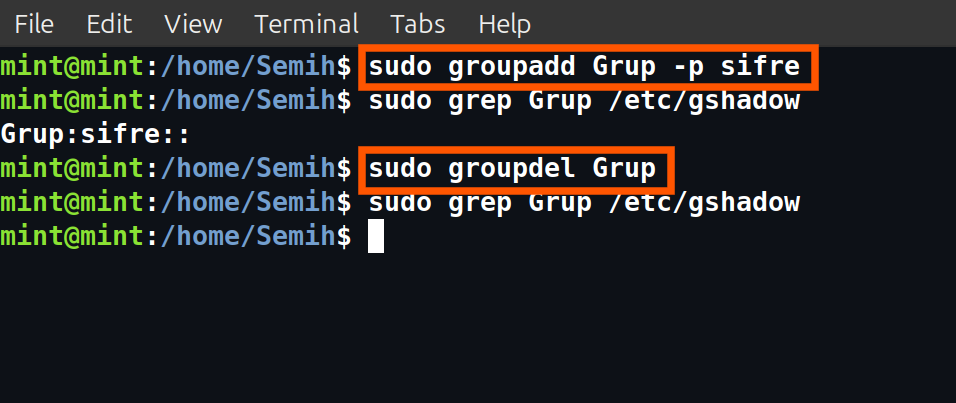 File Edit View Terminal Tabs Help
mint@mint:/home/Semih$ sudo groupadd Grup -p sifre
mint@mint:/home/Semih$ sudo grep Grup /etc/gshadow
Grup:sifre::
mint@mint:/home/Semih$ sudo groupdel Grup
mint@mint:/home/Semih$ sudo grep Grup /etc/gshadow
mint@mint:/home/Semih$